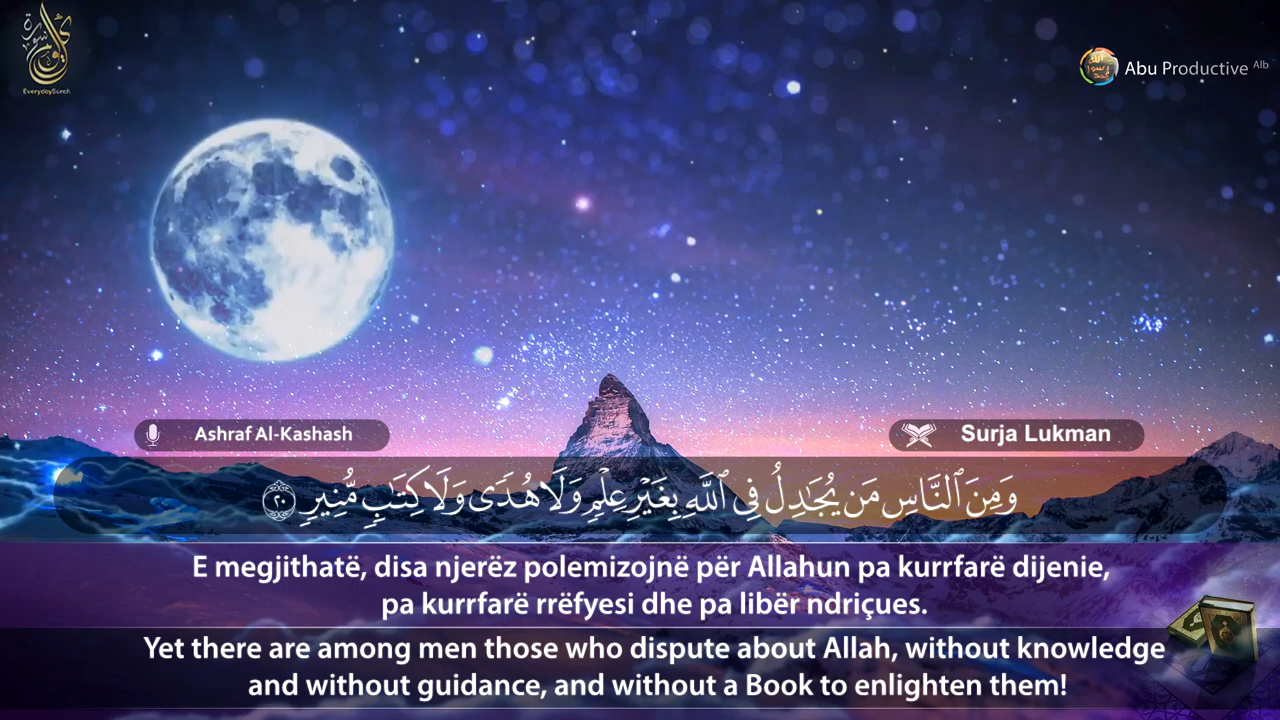 EverydaySurah
Abu Productive Alb
Ashraf Al-Kashash
Surja Lukman
وَمِنَ ٱلنَّاسِ مَن يُجَـٰدِلُ فِى ٱللَّهِ بِغَيْرِ عِلْمٍ وَلَا هُدًى وَلَا كِتَـٰبٍ مُّنِيرٍ ٢٠
E megjithatë, disa njerëz polemizojnë për Allahun pa kurrfarë dijenie,
pa kurrfarë rrëfyesi dhe pa libër ndriçues.
Yet there are among men those who dispute about Allah, without knowledge
and without guidance, and without a Book to enlighten them!